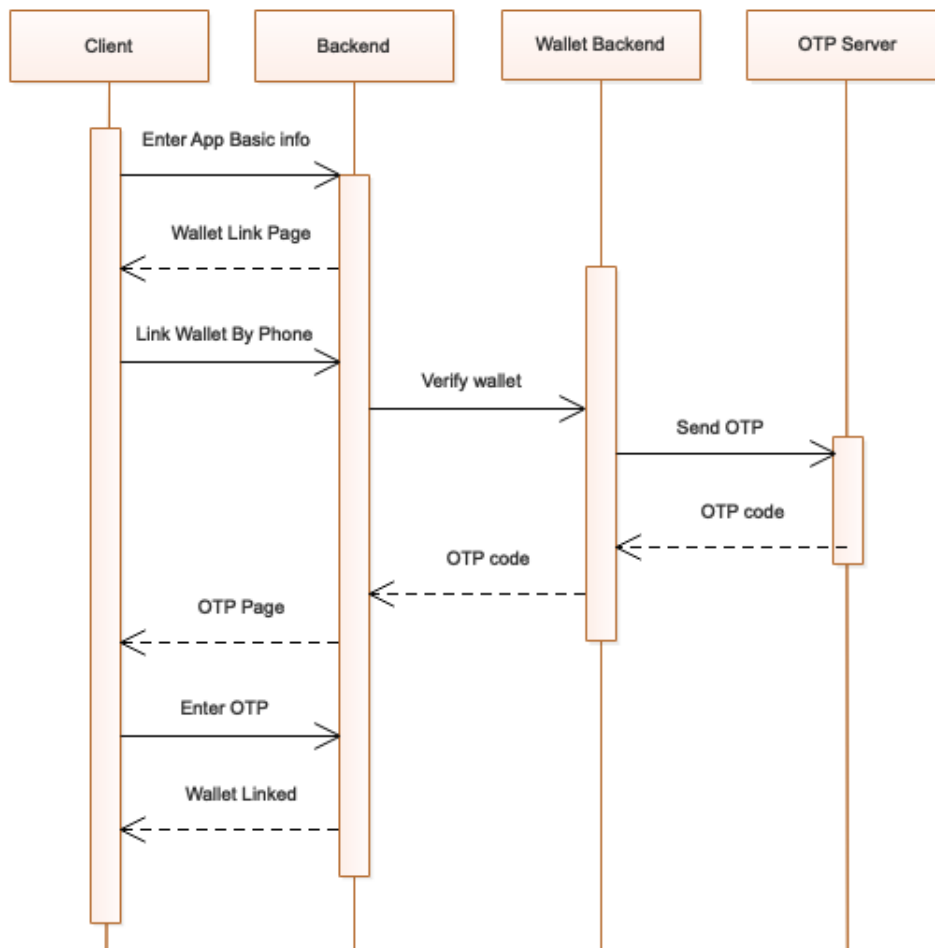 Client
Backend
Wallet Backend
OTP Server
Enter App Basic info
Wallet Link Page
Link Wallet By Phone
Verify wallet
Send OTP
OTP code
OTP code
OTP Page
Enter OTP
Wallet Linked